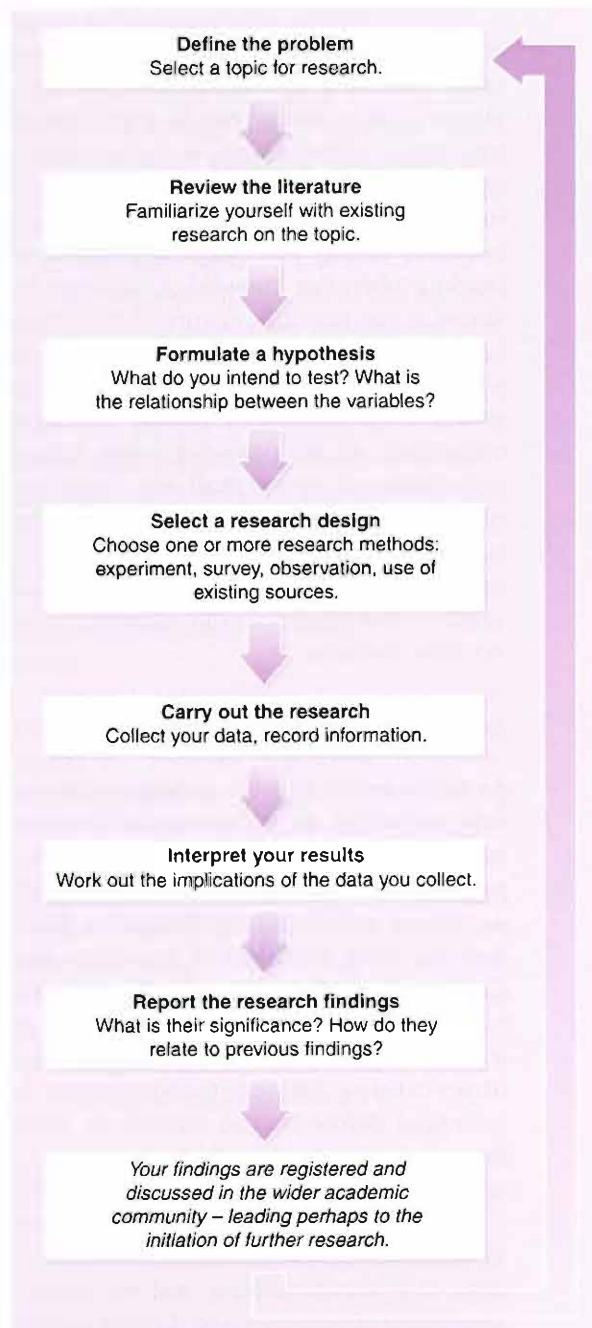 Define the problem
Select a topic for research.
Review the literature
Familiarize yourself with existing
research on the topic.
Formulate a hypothesis
What do you intend to test? What is
the relationship between the variables?
Select a research design
Choose one or more research methods:
experiment, survey, observation, use of
existing sources.
Carry out the research
Collect your data, record information.
Interpret your results
Work out the implications of the data you collect.
Report the research findings
What is their significance? How do they
relate to previous findings?
Your findings are registered and
discussed in the wider academic
community – leading perhaps to the
initiation of further research.